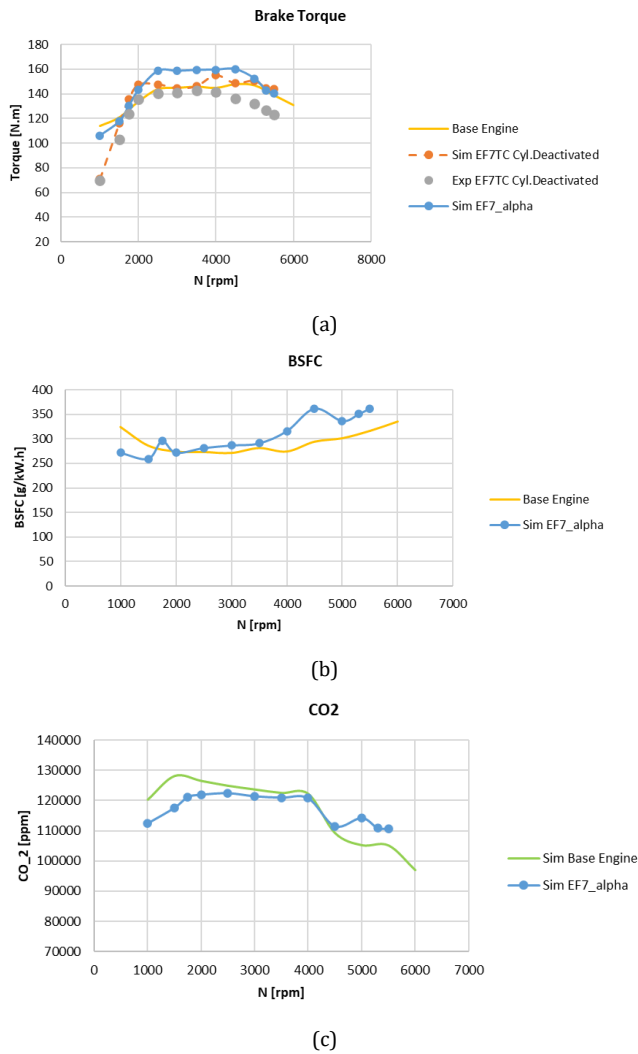 Brake Torque
180
160
140
120
100
80
60
40
20
Torque [N.m]
0 2000 4000 6000 8000
N [rpm]
Base Engine
Sim EF7TC Cyl.Deactivated
Exp EF7TC Cyl.Deactivated
Sim EF7_alpha
(a)
BSFC
400
350
300
250
200
150
100
50
0
BSFC [g/kW.h]
0 1000 2000 3000 4000 5000 6000 7000
N [rpm]
Base Engine
Sim EF7_alpha
(b)
CO2
140000
130000
120000
110000
100000
90000
80000
70000
CO_2 [ppm]
0 1000 2000 3000 4000 5000 6000 7000
N [rpm]
Sim Base Engine
Sim EF7_alpha
(c)